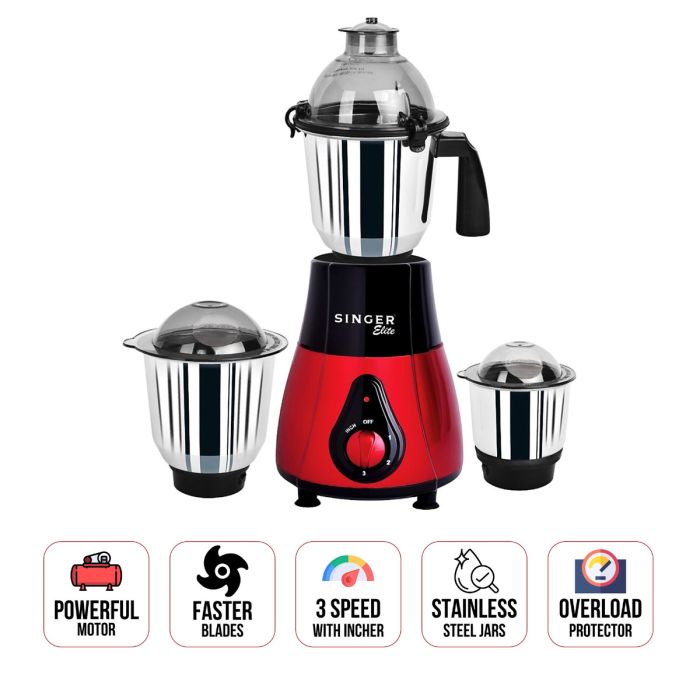 SINGER
Elite
INCH
OFF
1
2
3
POWERFUL
MOTOR
FASTER
BLADES
3 SPEED
WITH INCHER
STAINLESS
STEEL JARS
OVERLOAD
PROTECTOR